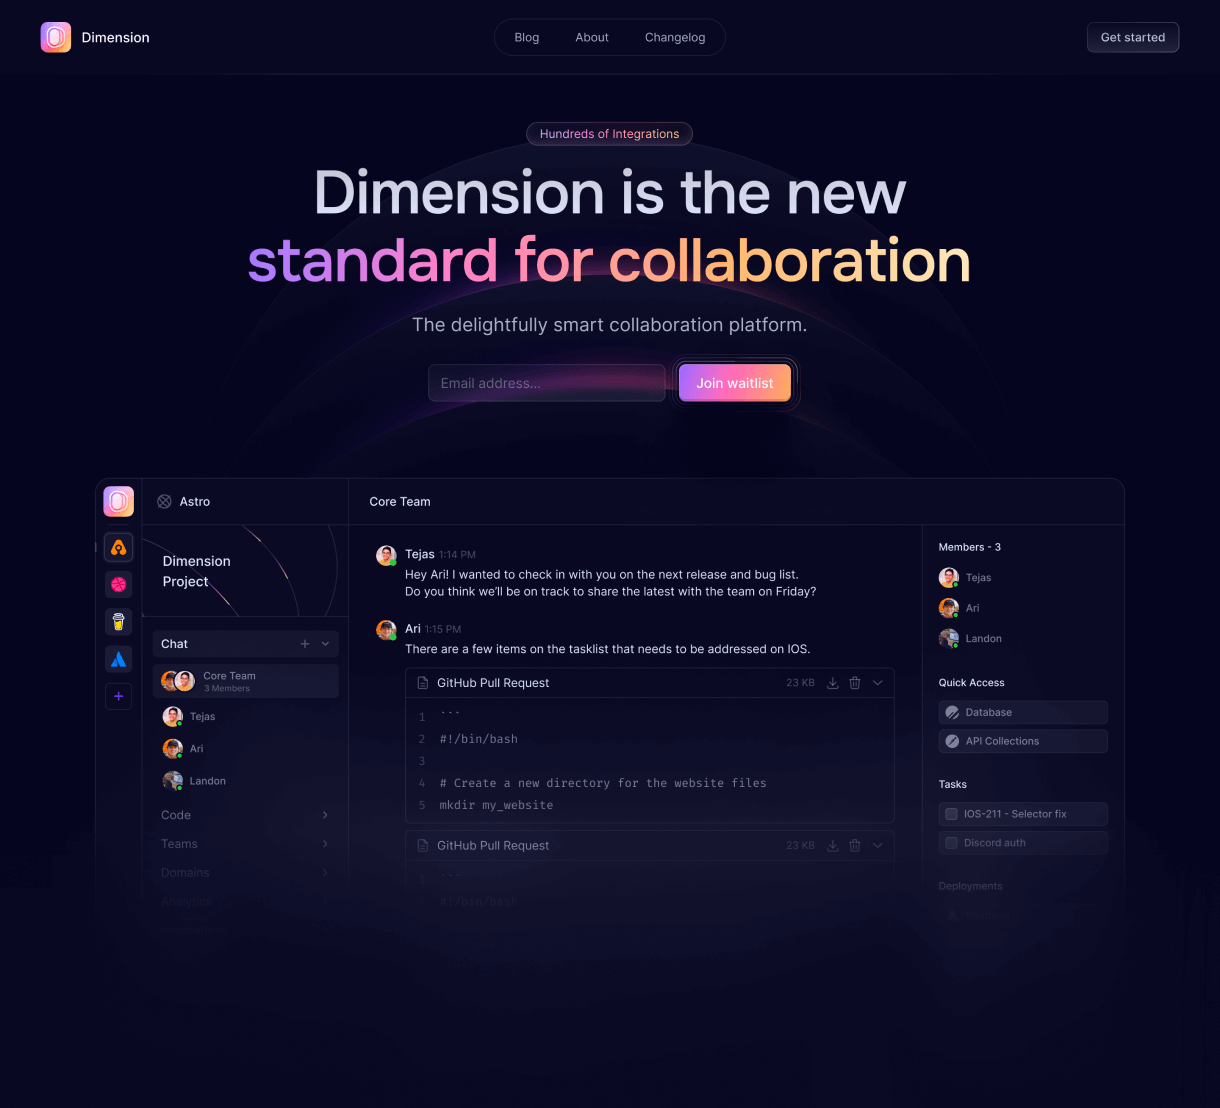 Dimension
Blog
About
Changelog
Get started
Hundreds of Integrations
Dimension is the new
standard for collaboration
The delightfully smart collaboration platform.
Email address...
Join waitlist
Astro
Dimension
Project
Chat
Core Team
3 Members
Tejas
Ari
Landon
Code
Teams
Domains
Analytics
Core Team
Tejas 1:14 PM
Hey Ari! I wanted to check in with you on the next release and bug list.
Do you think we’ll be on track to share the latest with the team on Friday?
Ari 1:15 PM
There are a few items on the tasklist that needs to be addressed on IOS.
GitHub Pull Request 23 KB
1 ```
2 #!/bin/bash
3
4 # Create a new directory for the website files
5 mkdir my_website
GitHub Pull Request 23 KB
1 ```
#!/bin/bash
Members - 3
Tejas
Ari
Landon
Quick Access
Database
API Collections
Tasks
IOS-211 - Selector fix
Discord auth
Deployments